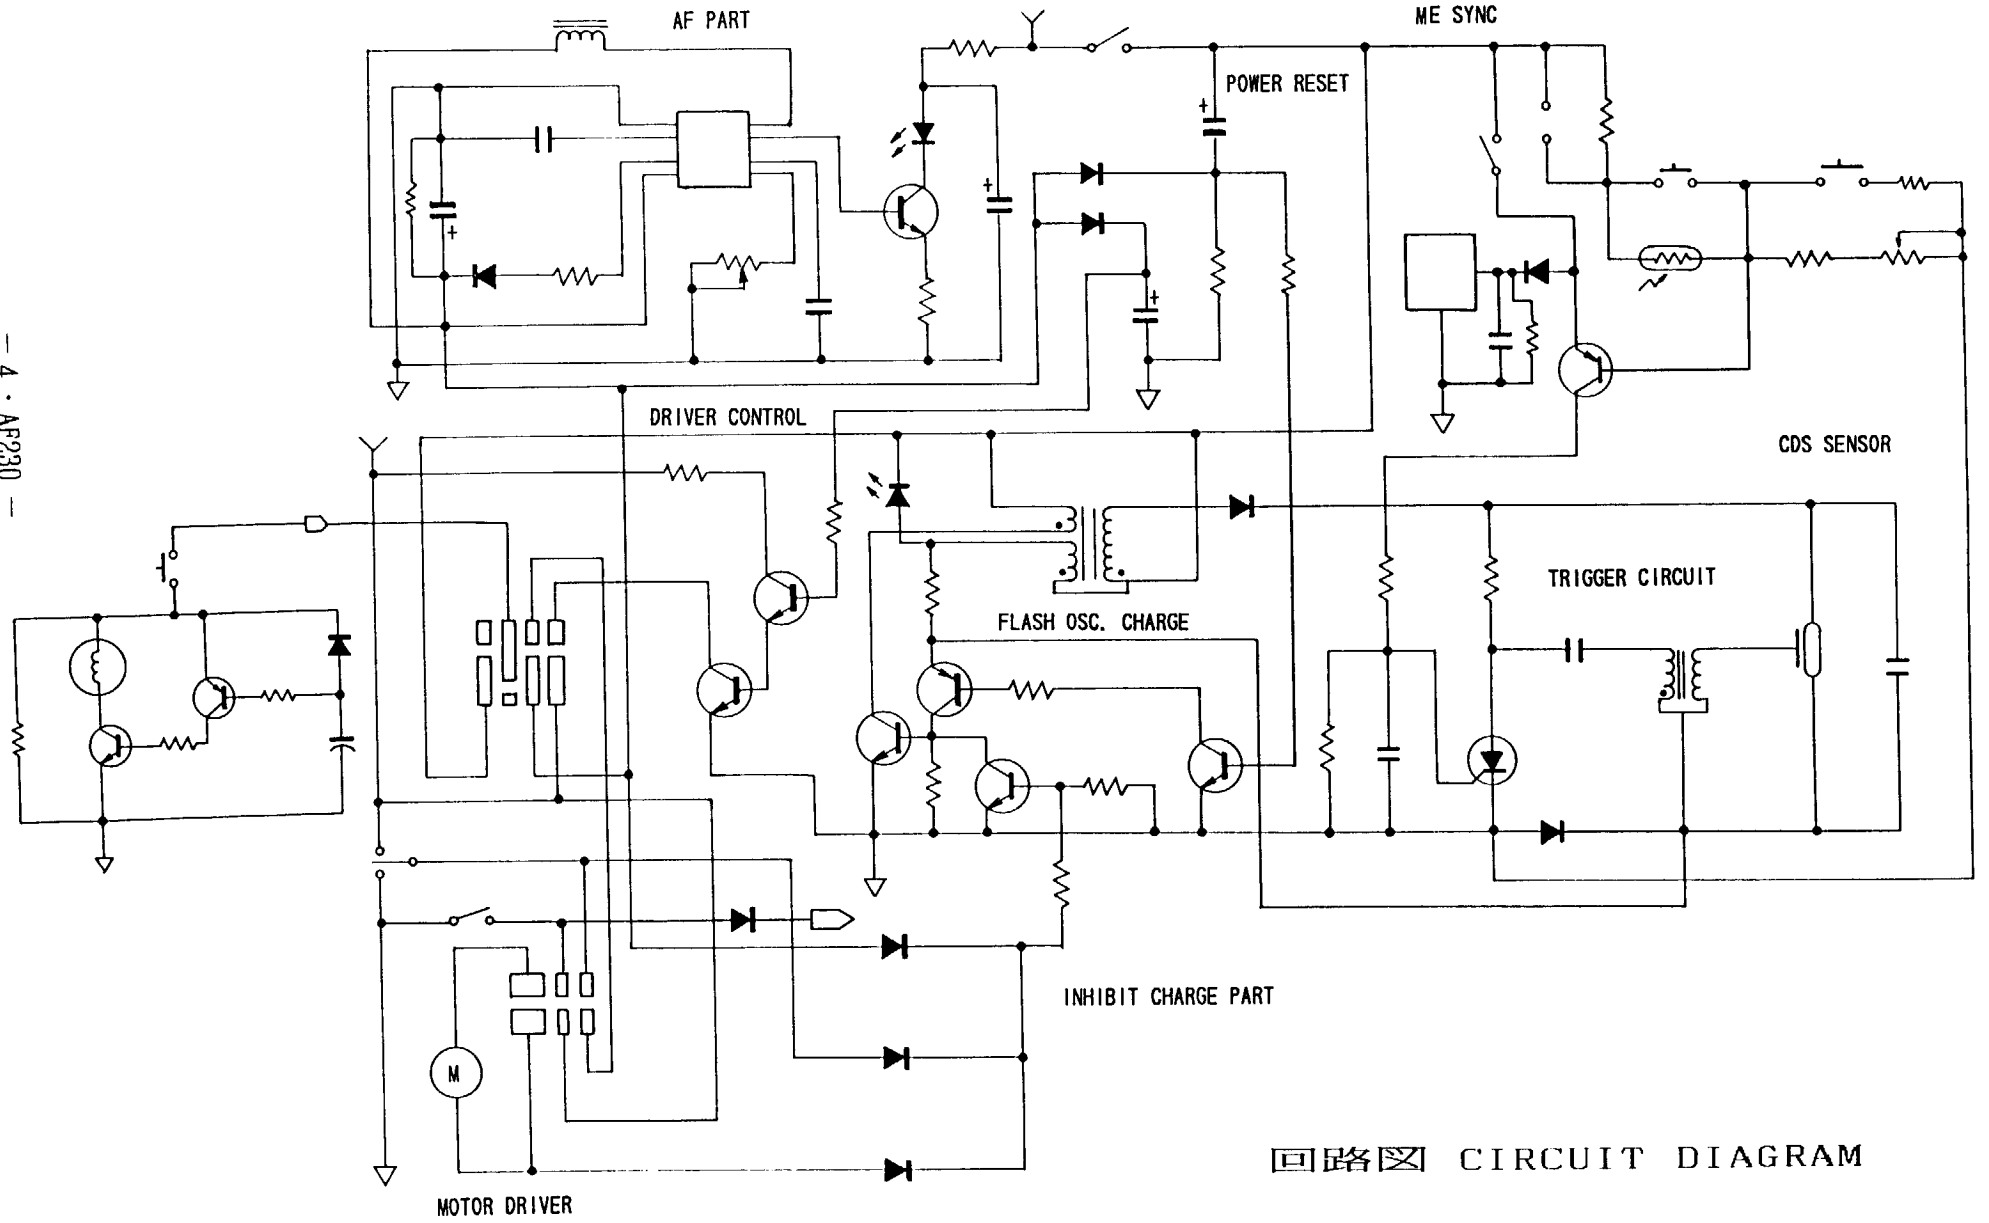 AF PART
ME SYNC
POWER RESET
DRIVER CONTROL
CDS SENSOR
TRIGGER CIRCUIT
FLASH OSC. CHARGE
INHIBIT CHARGE PART
M
MOTOR DRIVER
回路図 CIRCUIT DIAGRAM
— 4 · AF230 —